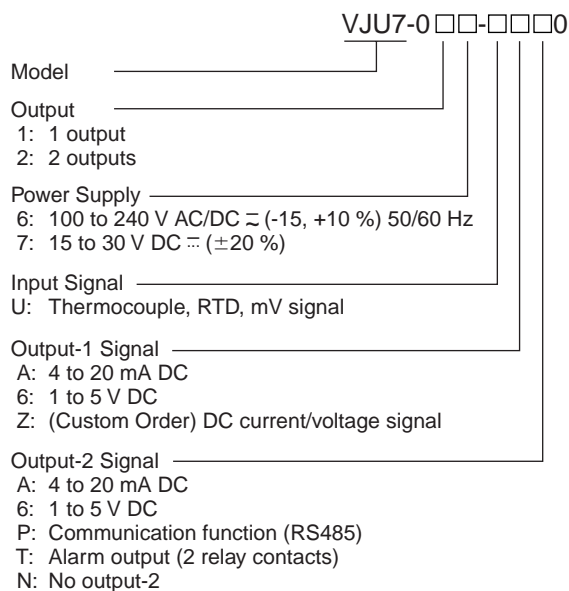 VJU7-0□□-□□□0
Model
Output
1: 1 output
2: 2 outputs
Power Supply
6: 100 to 240 V AC/DC ⎓ (-15, +10 %) 50/60 Hz
7: 15 to 30 V DC ⎓ (±20 %)
Input Signal
U: Thermocouple, RTD, mV signal
Output-1 Signal
A: 4 to 20 mA DC
6: 1 to 5 V DC
Z: (Custom Order) DC current/voltage signal
Output-2 Signal
A: 4 to 20 mA DC
6: 1 to 5 V DC
P: Communication function (RS485)
T: Alarm output (2 relay contacts)
N: No output-2